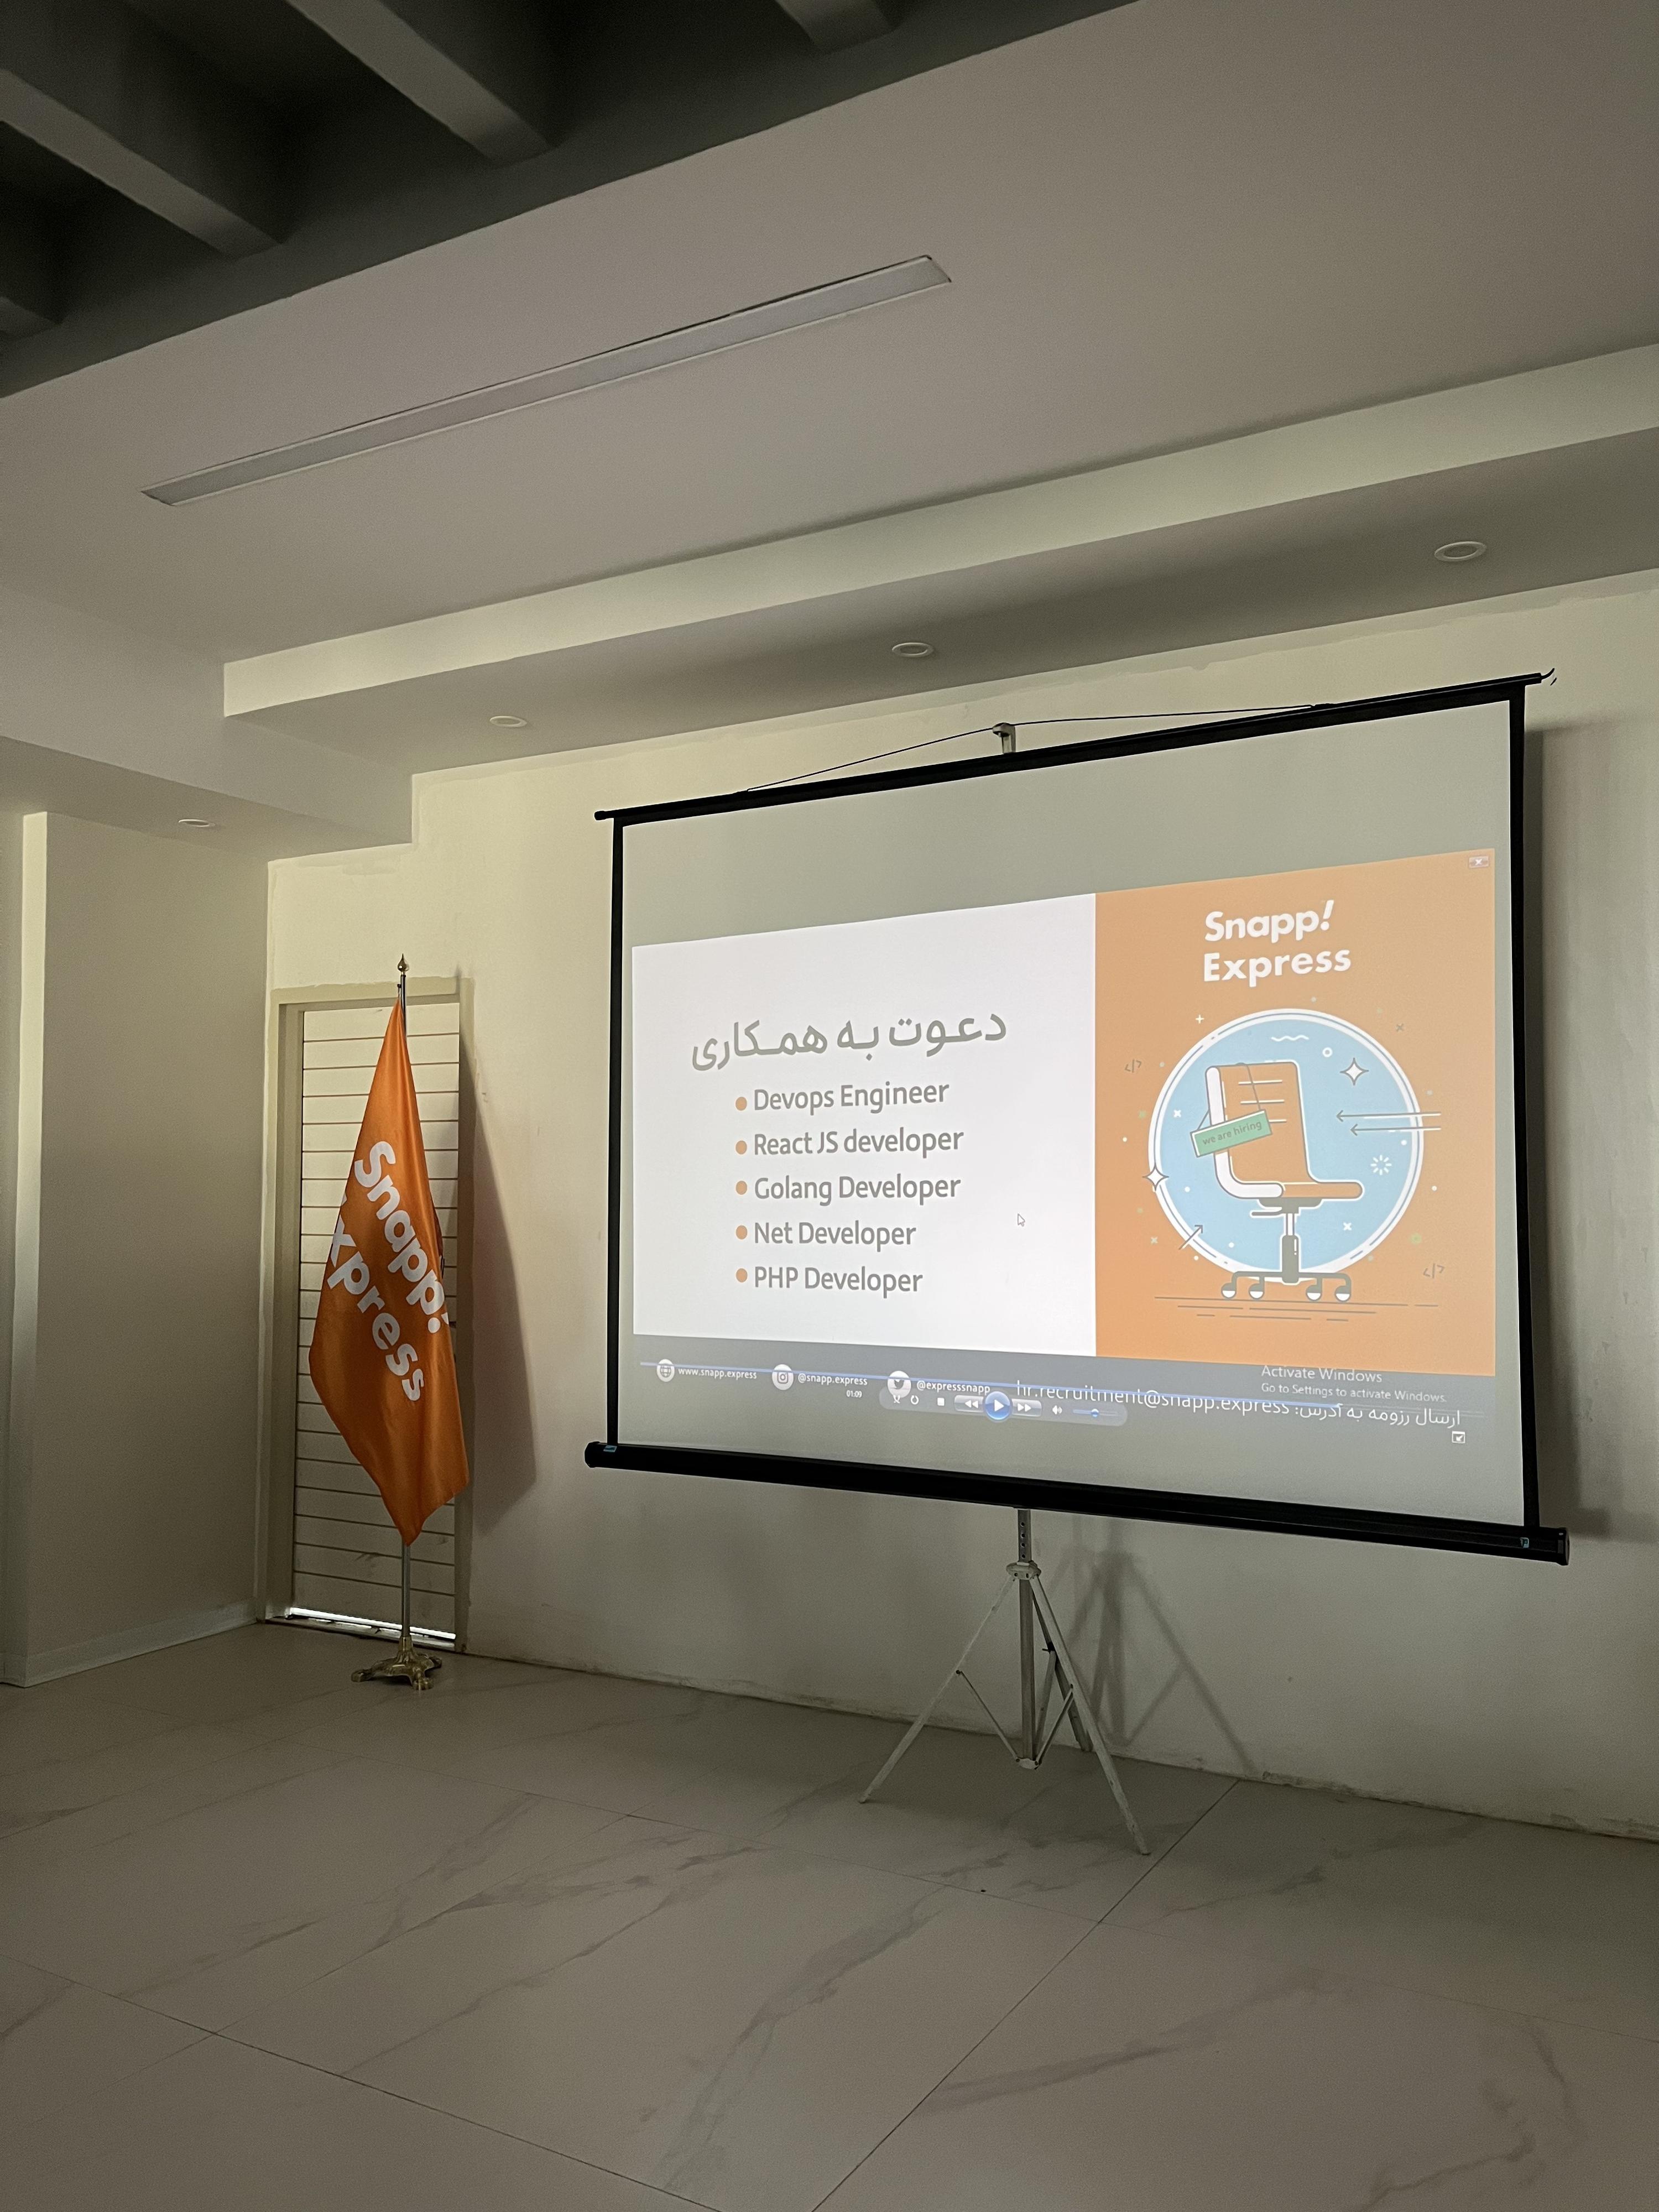 Snapp!
Express
دعوت به همکاری
Devops Engineer
React JS developer
Golang Developer
Net Developer
PHP Developer
we are hiring
</?
</?
www.snapp.express
@snapp.express
@expresssnapp
ارسال رزومه به آدرس: hr.recruitment@snapp.express
01:09
Activate Windows
Go to Settings to activate Windows.
Snapp!
xpress